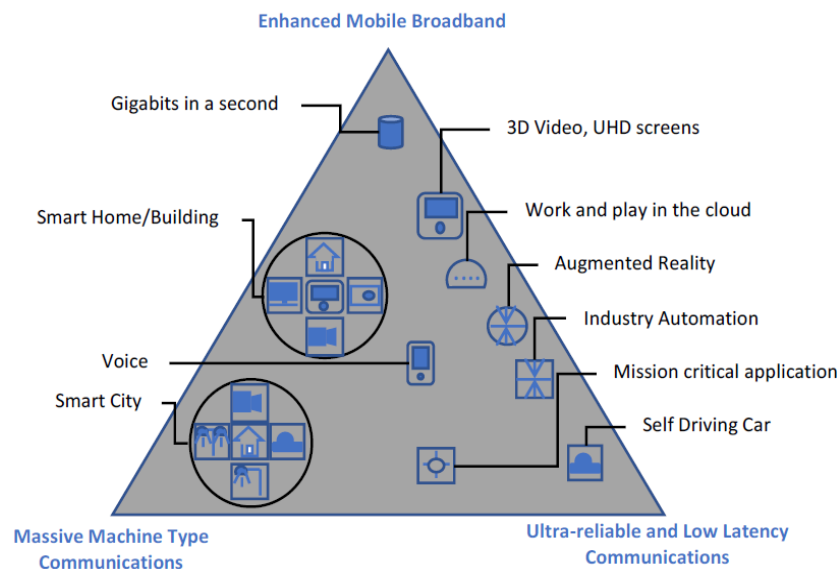 Enhanced Mobile Broadband
Gigabits in a second
3D Video, UHD screens
Smart Home/Building
Work and play in the cloud
Augmented Reality
Industry Automation
Voice
Mission critical application
Smart City
Self Driving Car
Massive Machine Type
Communications
Ultra-reliable and Low Latency
Communications